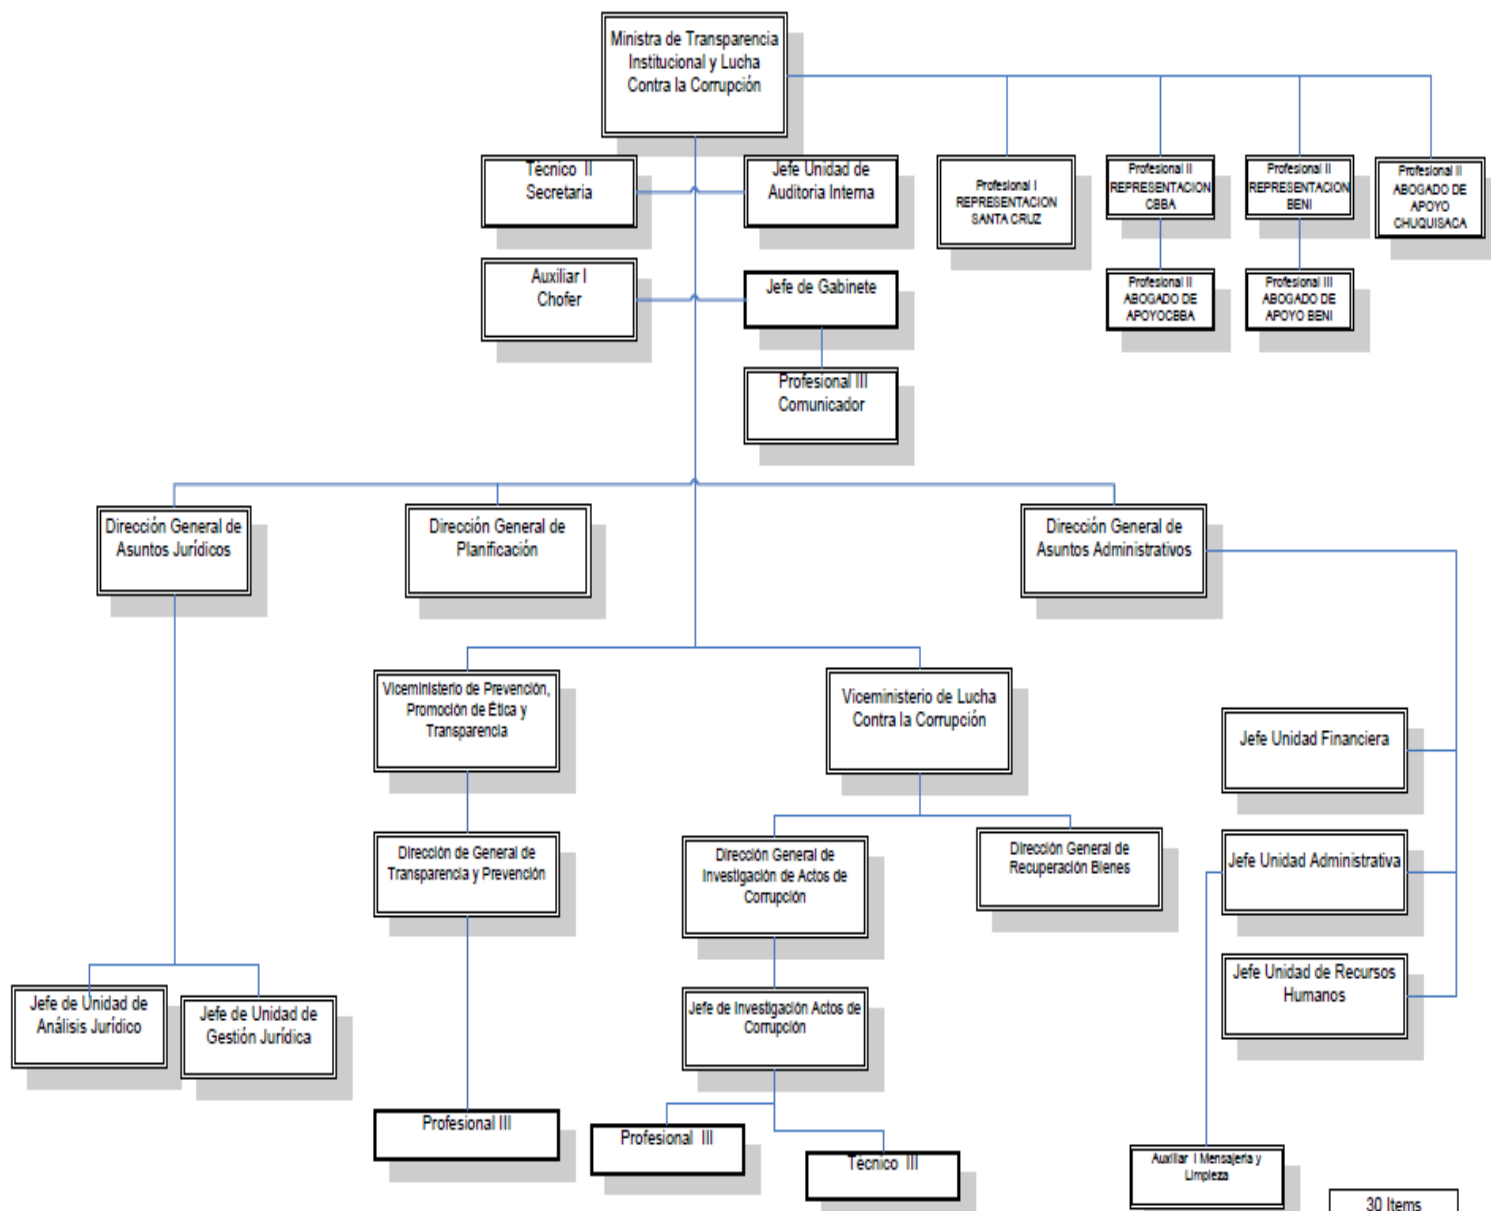 Ministra de Transparencia
Institucional y Lucha
Contra la Corrupción
Técnico II
Secretaria
Jefe Unidad de
Auditoria Interna
Profesional I
REPRESENTACION
SANTA CRUZ
Profesional II
REPRESENTACION
CBBA
Profesional II
REPRESENTACION
BENI
Profesional II
ABOGADO DE
APOYO
CHUQUISACA
Auxiliar I
Chofer
Jefe de Gabinete
Profesional II
ABOGADO DE
APOYOCBBA
Profesional III
ABOGADO DE
APOYO BENI
Profesional III
Comunicador
Dirección General de
Asuntos Jurídicos
Dirección General de
Planificación
Dirección General de
Asuntos Administrativos
Viceministerio de Prevención,
Promoción de Ética y
Transparencia
Viceministerio de Lucha
Contra la Corrupción
Jefe Unidad Financiera
Dirección de General de
Transparencia y Prevención
Dirección General de
Investigación de Actos de
Corrupción
Dirección General de
Recuperación Bienes
Jefe Unidad Administrativa
Jefe de Unidad de
Análisis Jurídico
Jefe de Unidad de
Gestión Jurídica
Jefe de Investigación Actos de
Corrupción
Jefe Unidad de Recursos
Humanos
Profesional III
Profesional III
Técnico III
Auxiliar I Mensajería y
Limpieza
30 Items